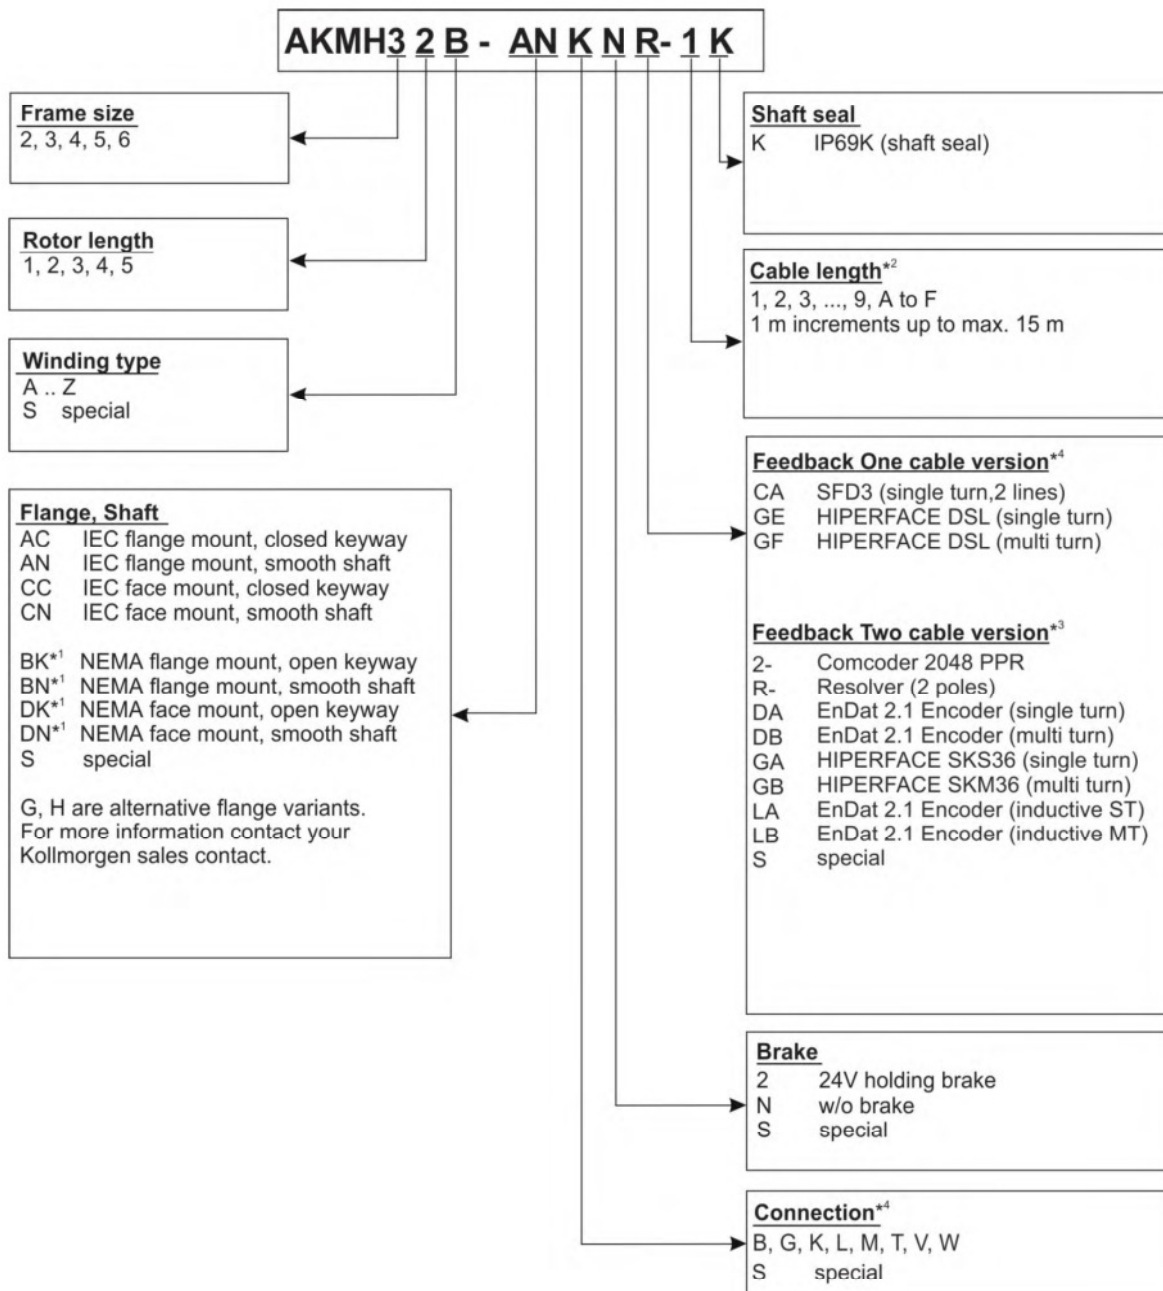 AKMH32B- ANKNR-1K
Frame size
2, 3, 4, 5, 6
Rotor length
1, 2, 3, 4, 5
Winding type
A .. Z
S special
Flange, Shaft
AC IEC flange mount, closed keyway
AN IEC flange mount, smooth shaft
CC IEC face mount, closed keyway
CN IEC face mount, smooth shaft
BK*1 NEMA flange mount, open keyway
BN*1 NEMA flange mount, smooth shaft
DK*1 NEMA face mount, open keyway
DN*1 NEMA face mount, smooth shaft
S special
G, H are alternative flange variants.
For more information contact your
Kollmorgen sales contact.
Shaft seal
K IP69K (shaft seal)
Cable length*2
1, 2, 3, ..., 9, A to F
1 m increments up to max. 15 m
Feedback One cable version*4
CA SFD3 (single turn,2 lines)
GE HIPERFACE DSL (single turn)
GF HIPERFACE DSL (multi turn)
Feedback Two cable version*3
2- Comcoder 2048 PPR
R- Resolver (2 poles)
DA EnDat 2.1 Encoder (single turn)
DB EnDat 2.1 Encoder (multi turn)
GA HIPERFACE SKS36 (single turn)
GB HIPERFACE SKM36 (multi turn)
LA EnDat 2.1 Encoder (inductive ST)
LB EnDat 2.1 Encoder (inductive MT)
S special
Brake
2 24V holding brake
N w/o brake
S special
Connection*4
B, G, K, L, M, T, V, W
S special